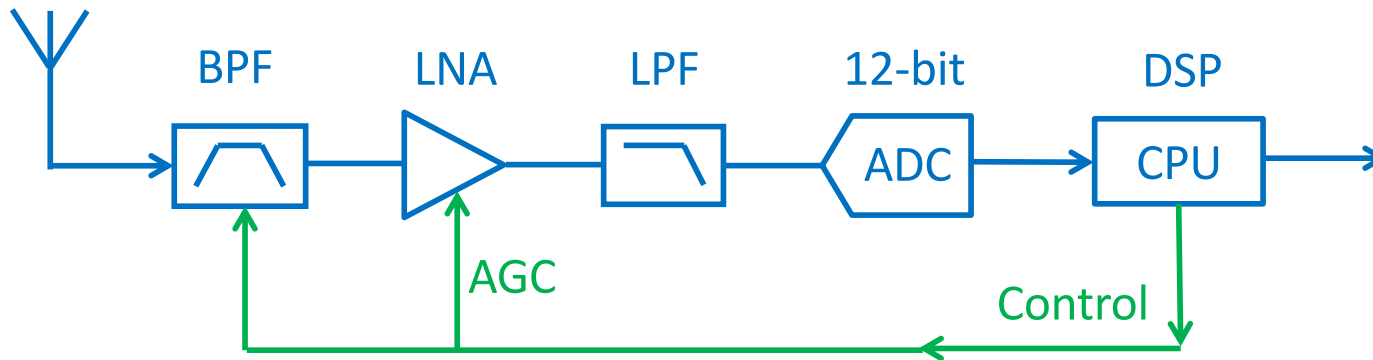 BPF
LNA
LPF
12-bit
DSP
ADC
CPU
AGC
Control